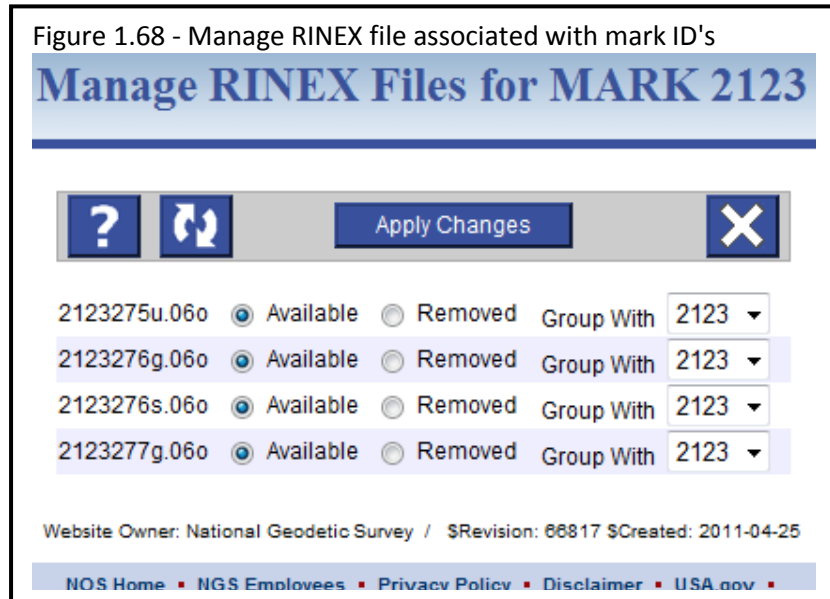 Figure 1.68 - Manage RINEX file associated with mark ID's
Manage RINEX Files for MARK 2123
? Apply Changes
2123275u.06o Available Removed Group With 2123
2123276g.06o Available Removed Group With 2123
2123276s.06o Available Removed Group With 2123
2123277g.06o Available Removed Group With 2123
Website Owner: National Geodetic Survey / $Revision: 66817 $Created: 2011-04-25
NOS Home ▪ NGS Employees ▪ Privacy Policy ▪ Disclaimer ▪ USA.gov ▪